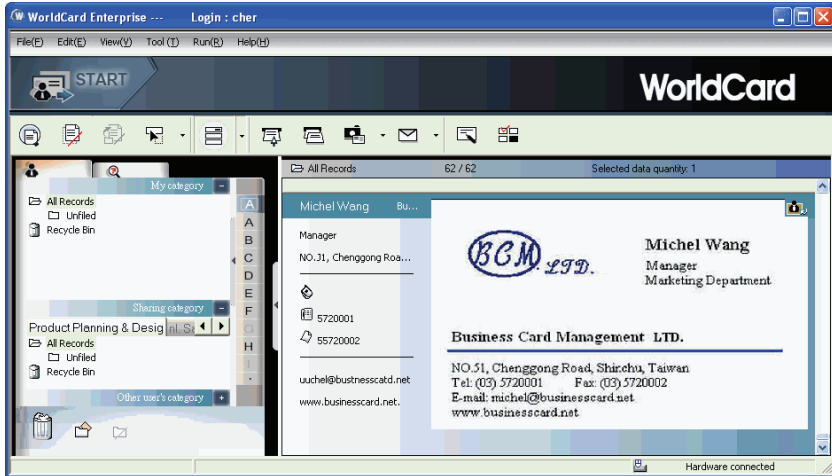 WorldCard Enterprise --- Login : cher
File(F) Edit(E) View(V) Tool (T) Run(R) Help(H)
START
WorldCard
All Records 62 / 62 Selected data quantity: 1
My category
All Records
Unfiled
Recycle Bin
Sharing category
Product Planning & Desig
All Records
Unfiled
Recycle Bin
Other user's category
A
A
B
C
D
E
F
G
H
I
Michel Wang Bu...
Manager
NO.J1, Chenggong Roa...
5720001
55720002
uuchel@bustnesscatd.net
www.businesscard.net.
BCM. LTD.
Michel Wang
Manager
Marketing Department
Business Card Management LTD.
NO.51, Chenggong Road, Shinchu, Taiwan
Tel: (03) 5720001 Fax: (03) 5720002
E-mail: michel@businesscard.net
www.businesscard.net
Hardware connected